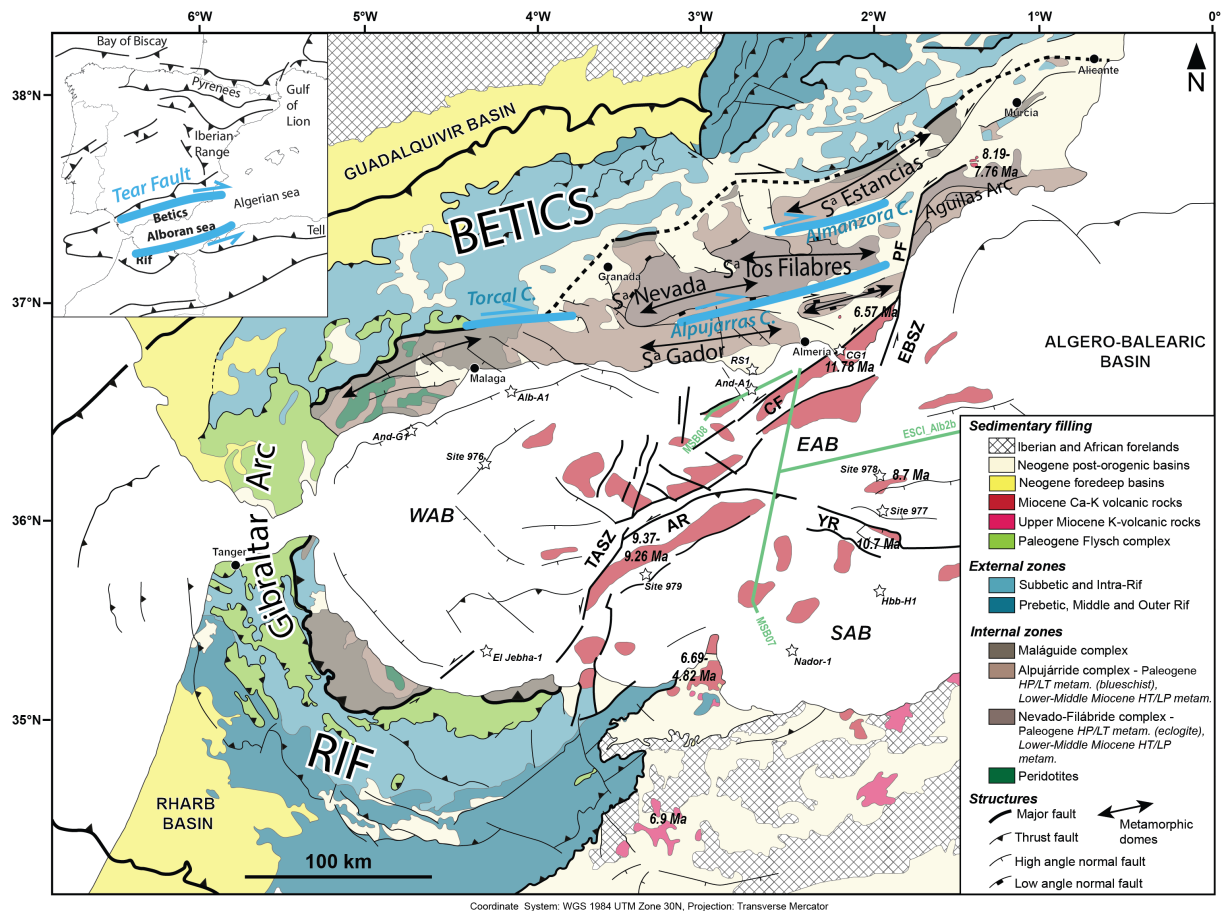 6°W
5°W
4°W
3°W
2°W
1°W
0°
38°N
37°N
36°N
35°N
Bay of Biscay
Pyrenees
Gulf
of
Lion
Iberian
Range
Tear Fault
Algerian sea
Betics
Alboran sea
Rif
Tell
N
GUADALQUIVIR BASIN
BETICS
Alicante
Murcia
8.19-
7.76 Ma
Sª Estancias
Aguilas Arc
Almanzora C.
PF
Granada
Sª los Filabres
Sª Nevada
Torcal C.
Alpujarras C.
6.57 Ma
EBSZ
Sª Gador
Almeria
CG1
11.78 Ma
RS1
And-A1
CF
Malaga
Alb-A1
And-G1
MSB08
ALGERO-BALEARIC
BASIN
Gibraltar Arc
Site 976
WAB
EAB
ESCI_Alb2b
Site 978
8.7 Ma
Site 977
YR
10.7 Ma
TASZ
AR
9.37-
9.26 Ma
Site 979
Tanger
Hbb-H1
MSB07
SAB
El Jebha-1
Nador-1
6.69-
4.82 Ma
RIF
RHARB
BASIN
6.9 Ma
100 km
Sedimentary filling
Iberian and African forelands
Neogene post-orogenic basins
Neogene foredeep basins
Miocene Ca-K volcanic rocks
Upper Miocene K-volcanic rocks
Paleogene Flysch complex
External zones
Subbetic and Intra-Rif
Prebetic, Middle and Outer Rif
Internal zones
Maláguide complex
Alpujárride complex - Paleogene
HP/LT metam. (blueschist),
Lower-Middle Miocene HT/LP metam.
Nevado-Filábride complex -
Paleogene HP/LT metam. (eclogite),
Lower-Middle Miocene HT/LP
metam.
Peridotites
Structures
Major fault
Thrust fault
High angle normal fault
Low angle normal fault
Metamorphic
domes
Coordinate System: WGS 1984 UTM Zone 30N, Projection: Transverse Mercator